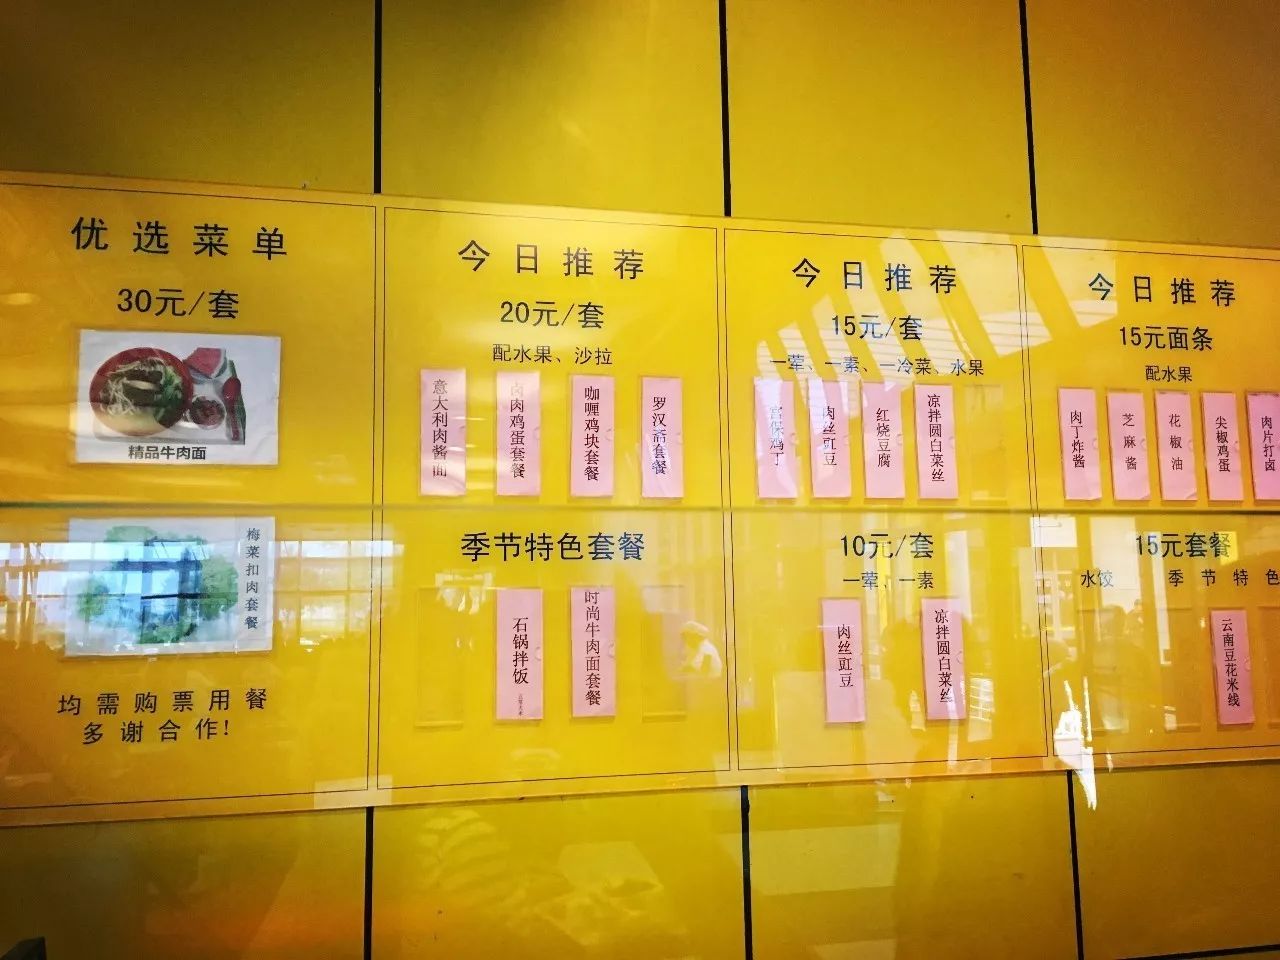 优选菜单
30元/套
精品牛肉面
梅菜扣肉套餐
均需购票用餐
多谢合作!
今日推荐
20元/套
配水果、沙拉
意大利肉酱面
卤肉鸡蛋套餐
咖喱鸡块套餐
罗汉斋套餐
季节特色套餐
石锅拌饭
时尚牛肉面套餐
今日推荐
15元/套
一荤、一素、一冷菜、水果
宫保鸡丁
肉丝豇豆
红烧豆腐
凉拌圆白菜丝
10元/套
一荤、一素
肉丝豇豆
凉拌圆白菜丝
今日推荐
15元面条
配水果
肉丁炸酱
芝麻酱
花椒油
尖椒鸡蛋
肉片打卤
15元套餐
水饺 季节特色
云南豆花米线